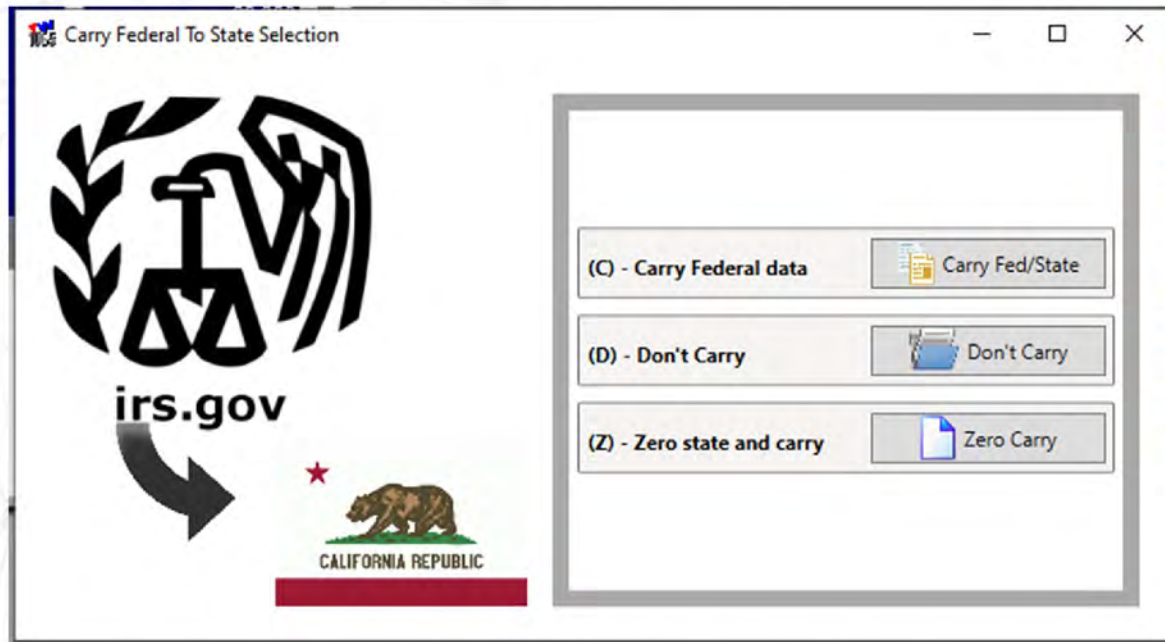 Carry Federal To State Selection
irs.gov
CALIFORNIA REPUBLIC
(C) - Carry Federal data
Carry Fed/State
(D) - Don't Carry
Don't Carry
(Z) - Zero state and carry
Zero Carry